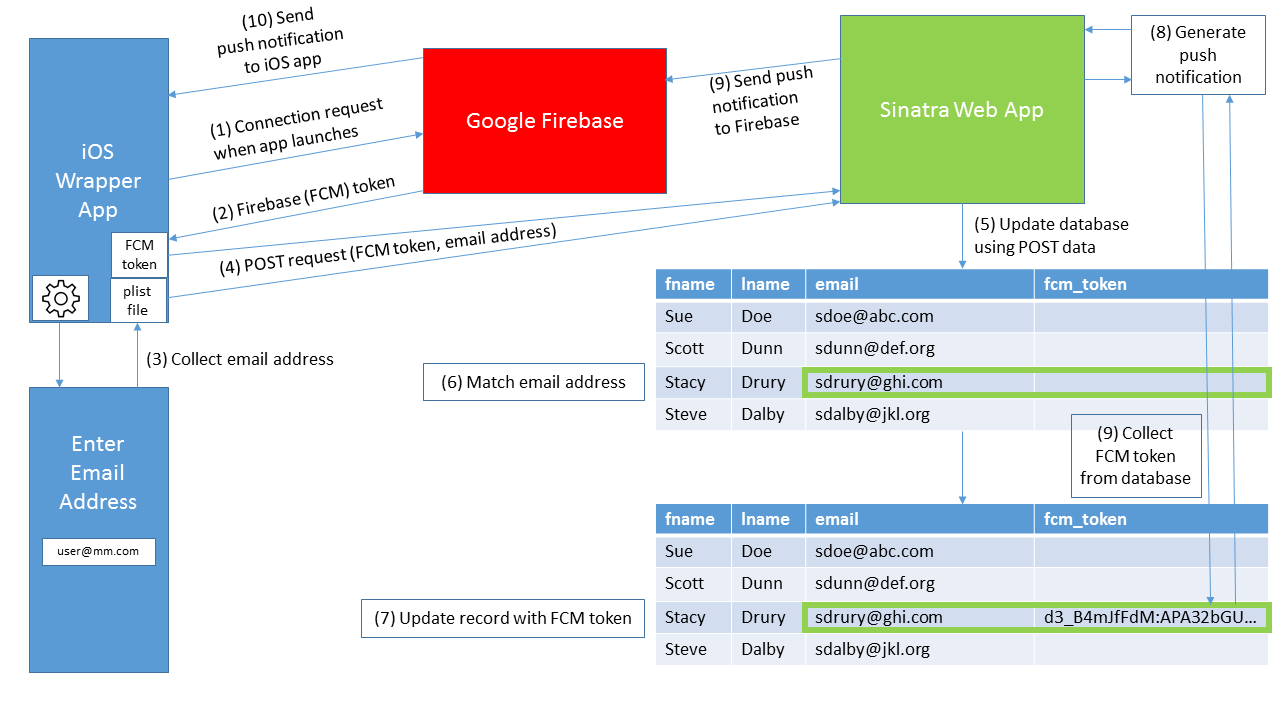 (10) Send
push notification
to iOS app
(1) Connection request
when app launches
(2) Firebase (FCM) token
(4) POST request (FCM token, email address)
iOS
Wrapper
App
FCM
token
plist
file
(3) Collect email address
Enter
Email
Address
user@mm.com
Google Firebase
(9) Send push
notification
to Firebase
Sinatra Web App
(8) Generate
push
notification
(5) Update database
using POST data
fname lname email fcm_token
Sue Doe sdoe@abc.com
Scott Dunn sdunn@def.org
Stacy Drury sdrury@ghi.com
Steve Dalby sdalby@jkl.org
(6) Match email address
(9) Collect
FCM token
from database
fname lname email fcm_token
Sue Doe sdoe@abc.com
Scott Dunn sdunn@def.org
Stacy Drury sdrury@ghi.com d3_B4mJfFdM:APA32bGU...
Steve Dalby sdalby@jkl.org
(7) Update record with FCM token